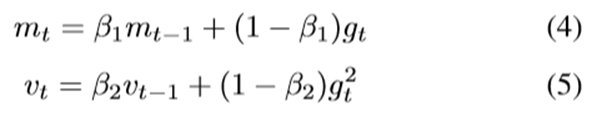 m_t = β_1 m_{t−1} + (1 − β_1)g_t (4)
v_t = β_2 v_{t−1} + (1 − β_2)g_t^2 (5)